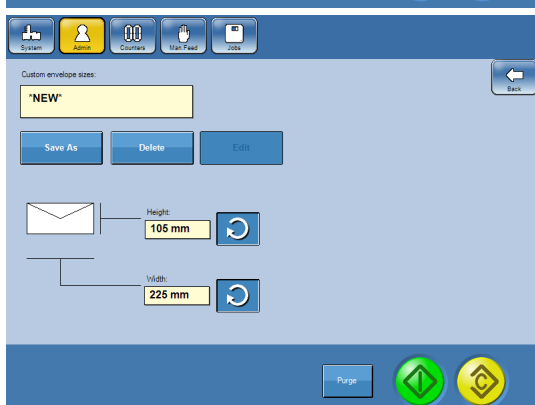 System Admin Counters Man.Feed Jobs
Custom envelope sizes:
*NEW*
Back
Save As Delete Edit
Height:
105 mm
Width:
225 mm
Purge
C